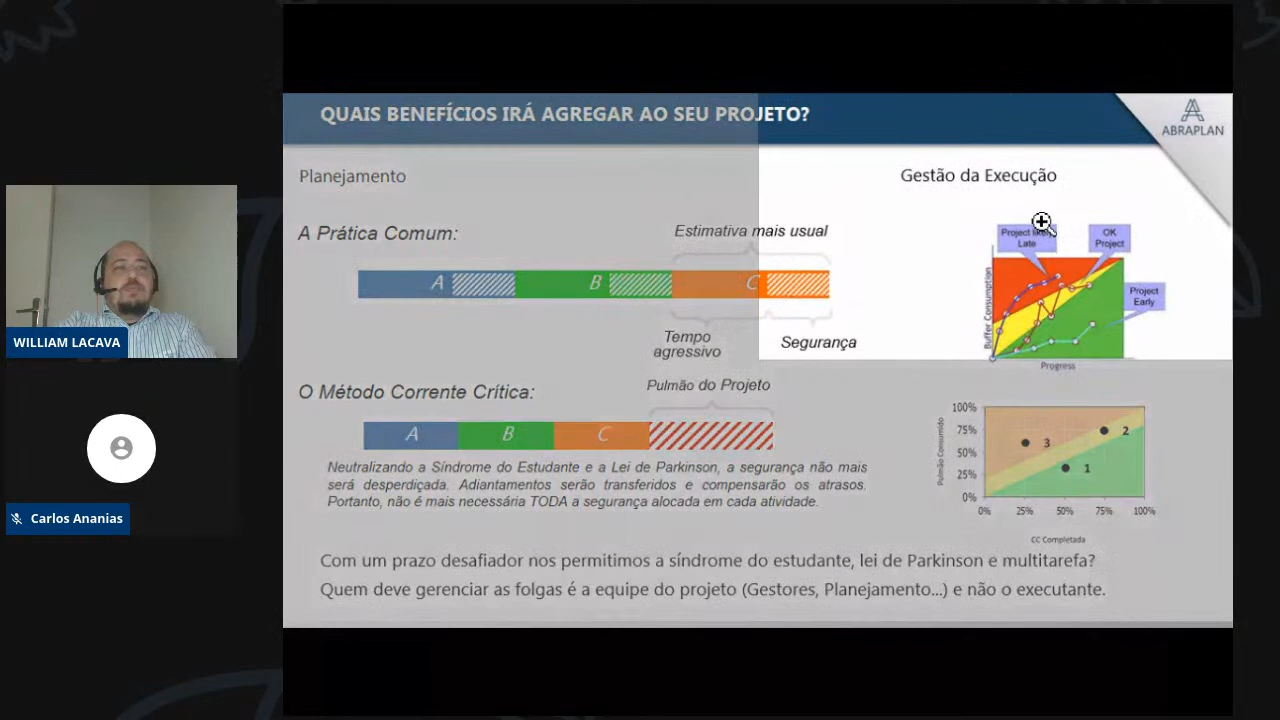 QUAIS BENEFÍCIOS IRÁ AGREGAR AO SEU PROJETO?
ABRAPLAN
Planejamento
Gestão da Execução
A Prática Comum:
Estimativa mais usual
A
B
C
Tempo
agressivo
Segurança
Project likely
Late
OK
Project
Project
Early
Buffer Consumption
Progress
O Método Corrente Crítica:
Pulmão do Projeto
A
B
C
Neutralizando a Síndrome do Estudante e a Lei de Parkinson, a segurança não mais
será desperdiçada. Adiantamentos serão transferidos e compensarão os atrasos.
Portanto, não é mais necessária TODA a segurança alocada em cada atividade.
Pulmão Consumido
100%
75%
50%
25%
0%
3
2
1
0%
25%
50%
75%
100%
CC Completada
Com um prazo desafiador nos permitimos a síndrome do estudante, lei de Parkinson e multitarefa?
Quem deve gerenciar as folgas é a equipe do projeto (Gestores, Planejamento...) e não o executante.
WILLIAM LACAVA
Carlos Ananias